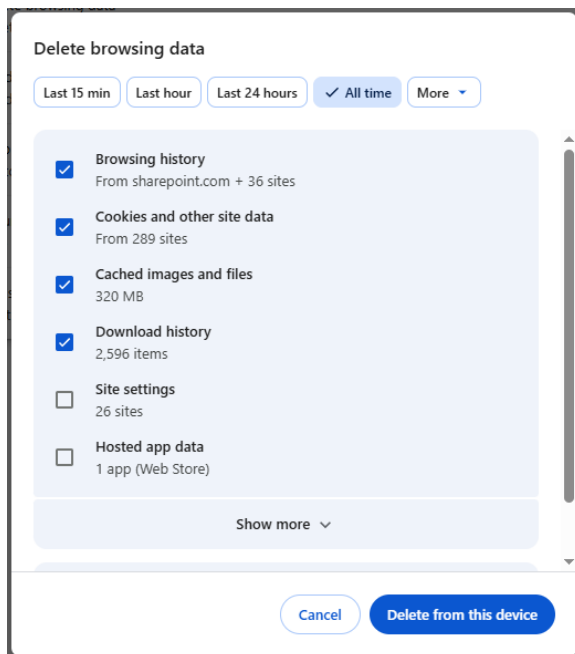 Delete browsing data
Last 15 min
Last hour
Last 24 hours
All time
More
Browsing history
From sharepoint.com + 36 sites
Cookies and other site data
From 289 sites
Cached images and files
320 MB
Download history
2,596 items
Site settings
26 sites
Hosted app data
1 app (Web Store)
Show more
Cancel
Delete from this device